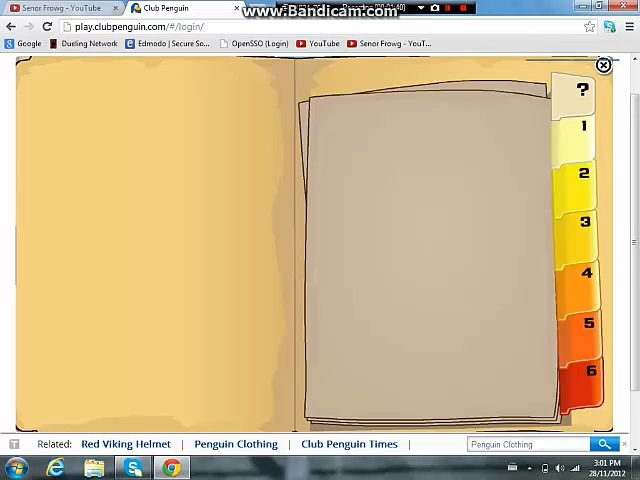 www.Bandicam.com
Senor Frowg - YouTube
Club Penguin
play.clubpenguin.com/#/login/
Google
Dueling Network
Edmodo | Secure So...
OpenSSO (Login)
YouTube
Senor Frowg - YouT...
?
1
2
3
4
5
6
Related:
Red Viking Helmet
Penguin Clothing
Club Penguin Times
Penguin Clothing
3:01 PM
28/11/2012